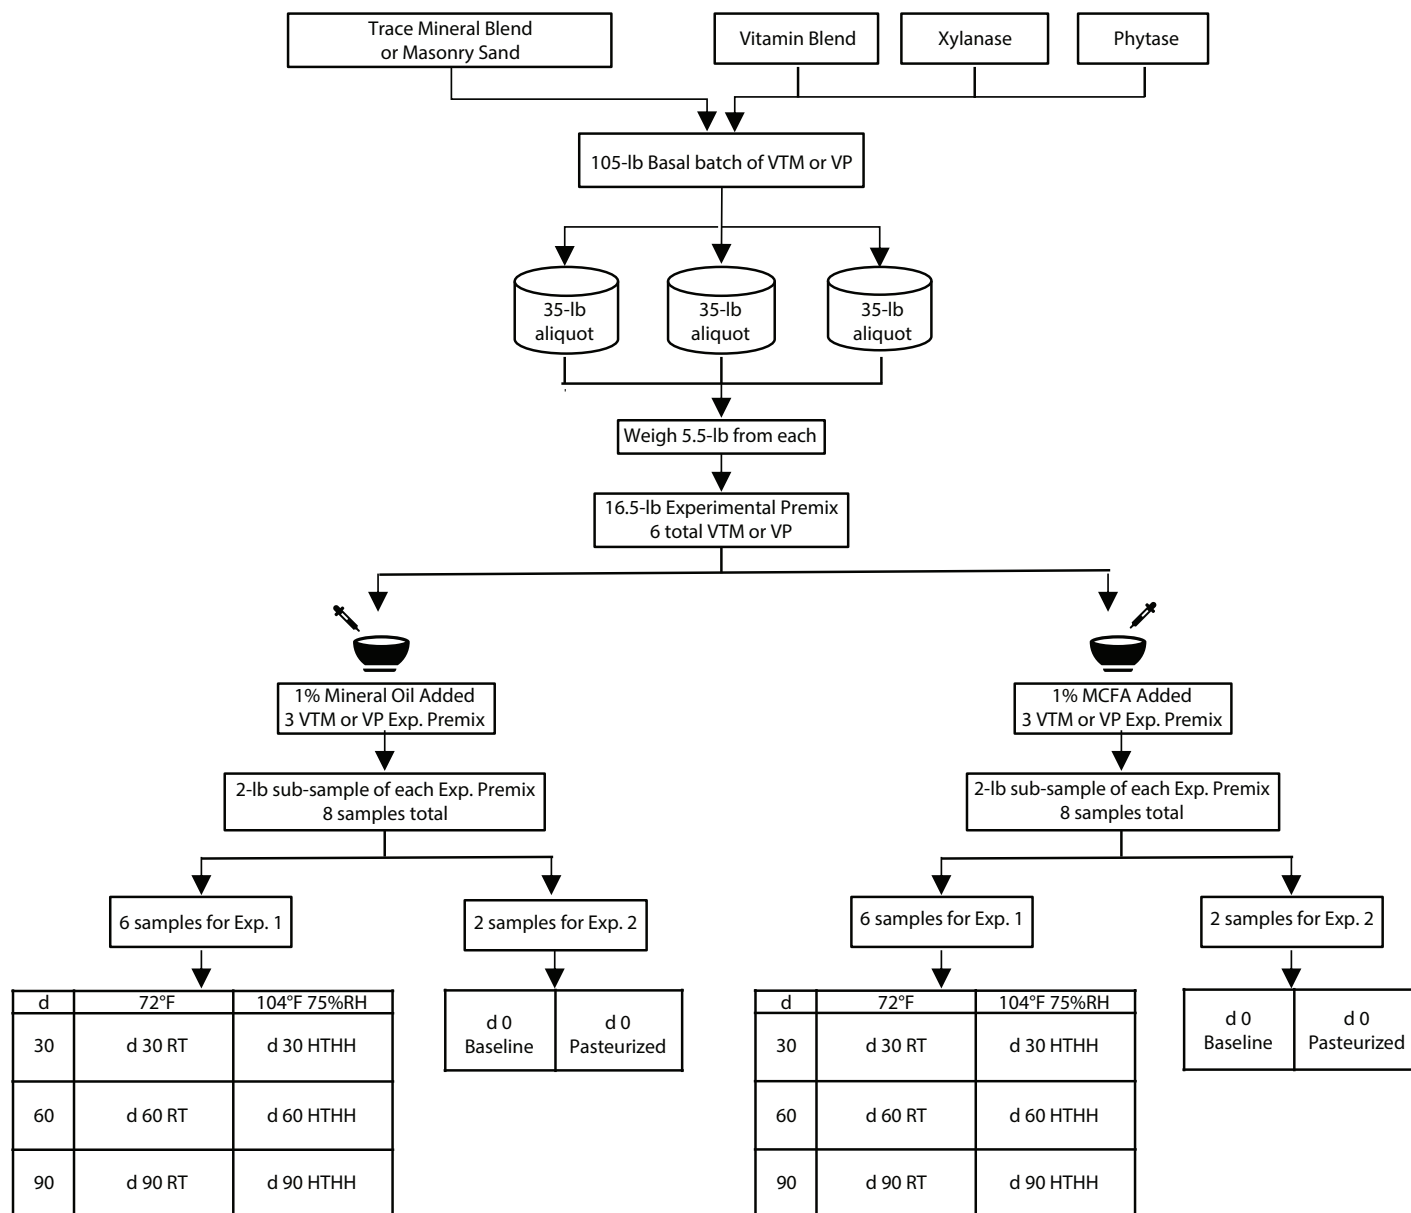 Trace Mineral Blend
or Masonry Sand
Vitamin Blend
Xylanase
Phytase
105-lb Basal batch of VTM or VP
35-lb
aliquot
35-lb
aliquot
35-lb
aliquot
Weigh 5.5-lb from each
16.5-lb Experimental Premix
6 total VTM or VP
1% Mineral Oil Added
3 VTM or VP Exp. Premix
1% MCFA Added
3 VTM or VP Exp. Premix
2-lb sub-sample of each Exp. Premix
8 samples total
2-lb sub-sample of each Exp. Premix
8 samples total
6 samples for Exp. 1
2 samples for Exp. 2
6 samples for Exp. 1
2 samples for Exp. 2
d 72°F 104°F 75%RH
30 d 30 RT d 30 HTHH
60 d 60 RT d 60 HTHH
90 d 90 RT d 90 HTHH
d 0
Baseline
d 0
Pasteurized
d 72°F 104°F 75%RH
30 d 30 RT d 30 HTHH
60 d 60 RT d 60 HTHH
90 d 90 RT d 90 HTHH
d 0
Baseline
d 0
Pasteurized